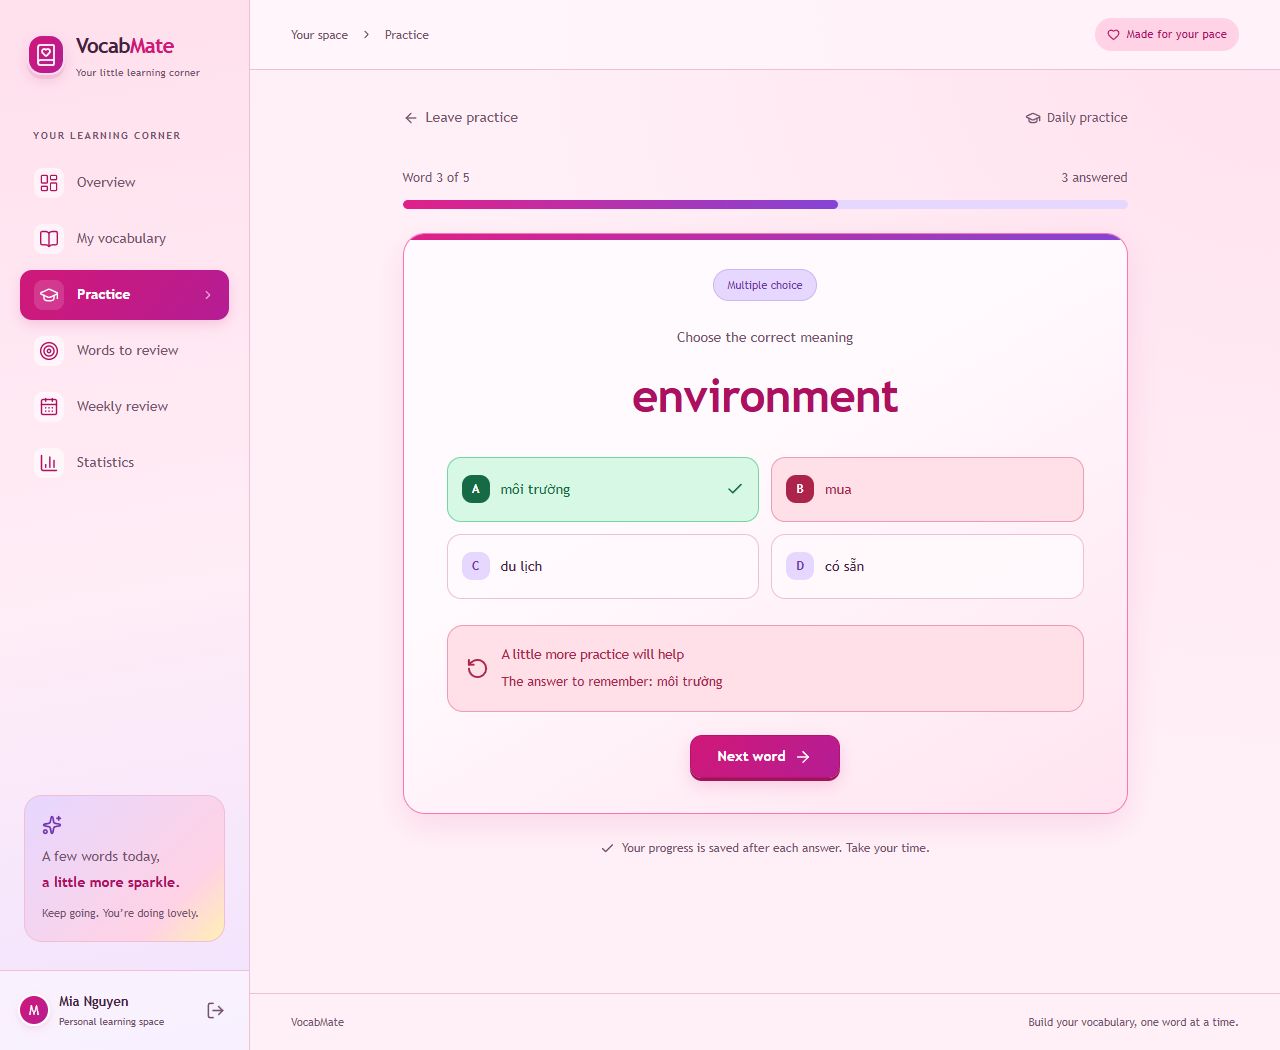 VocabMate
Your little learning corner
YOUR LEARNING CORNER
Overview
My vocabulary
Practice
Words to review
Weekly review
Statistics
A few words today,
a little more sparkle.
Keep going. You’re doing lovely.
M
Mia Nguyen
Personal learning space
Your space
Practice
Made for your pace
Leave practice
Daily practice
Word 3 of 5
3 answered
Multiple choice
Choose the correct meaning
environment
A môi trường
B mua
C du lịch
D có sẵn
A little more practice will help
The answer to remember: môi trường
Next word
Your progress is saved after each answer. Take your time.
VocabMate
Build your vocabulary, one word at a time.